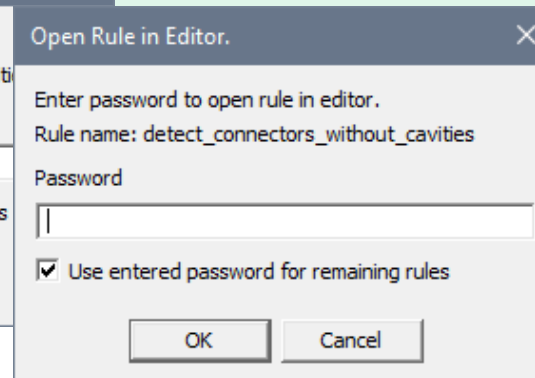 Open Rule in Editor.
Enter password to open rule in editor.
Rule name: detect_connectors_without_cavities
Password
Use entered password for remaining rules
OK
Cancel